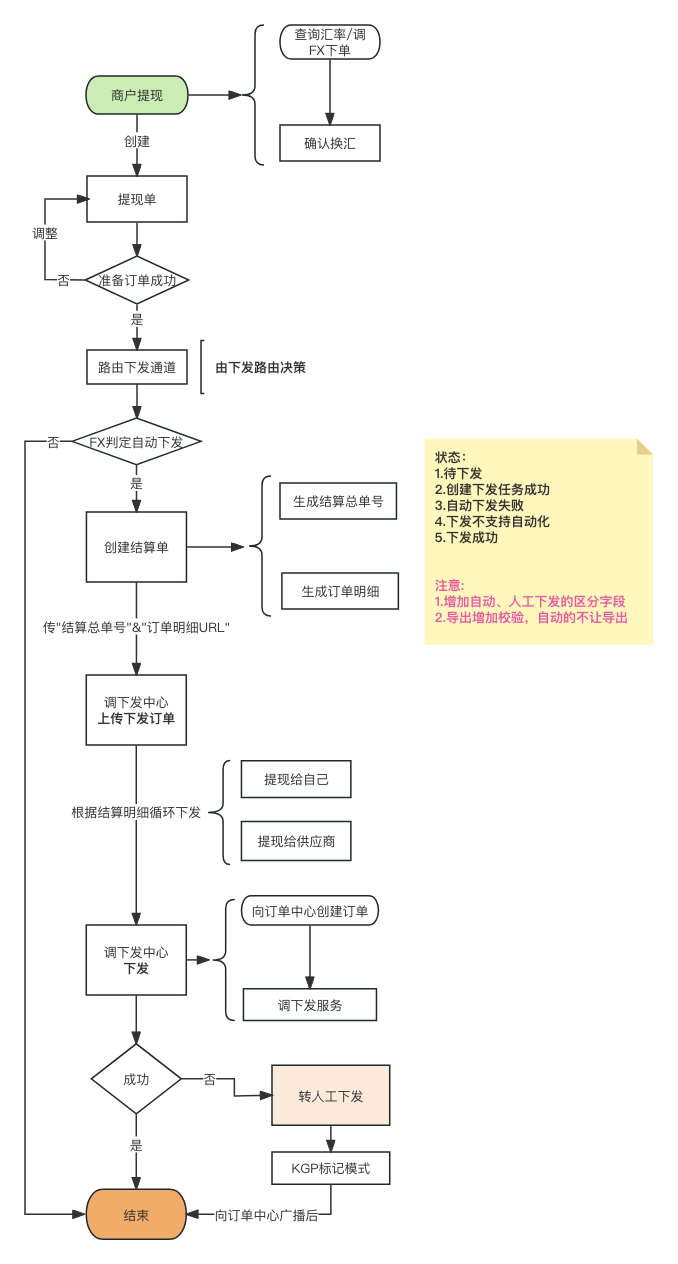 查询汇率/调
FX下单
商户提现
创建
确认换汇
提现单
调整
否
准备订单成功
是
路由下发通道
由下发路由决策
否
FX判定自动下发
是
创建结算单
生成结算总单号
生成订单明细
状态：
1.待下发
2.创建下发任务成功
3.自动下发失败
4.下发不支持自动化
5.下发成功
注意:
1.增加自动、人工下发的区分字段
2.导出增加校验，自动的不让导出
传"结算总单号"&"订单明细URL"
调下发中心
上传下发订单
提现给自己
根据结算明细循环下发
提现给供应商
向订单中心创建订单
调下发中心
下发
调下发服务
成功
否
转人工下发
是
KGP标记模式
结束
向订单中心广播后